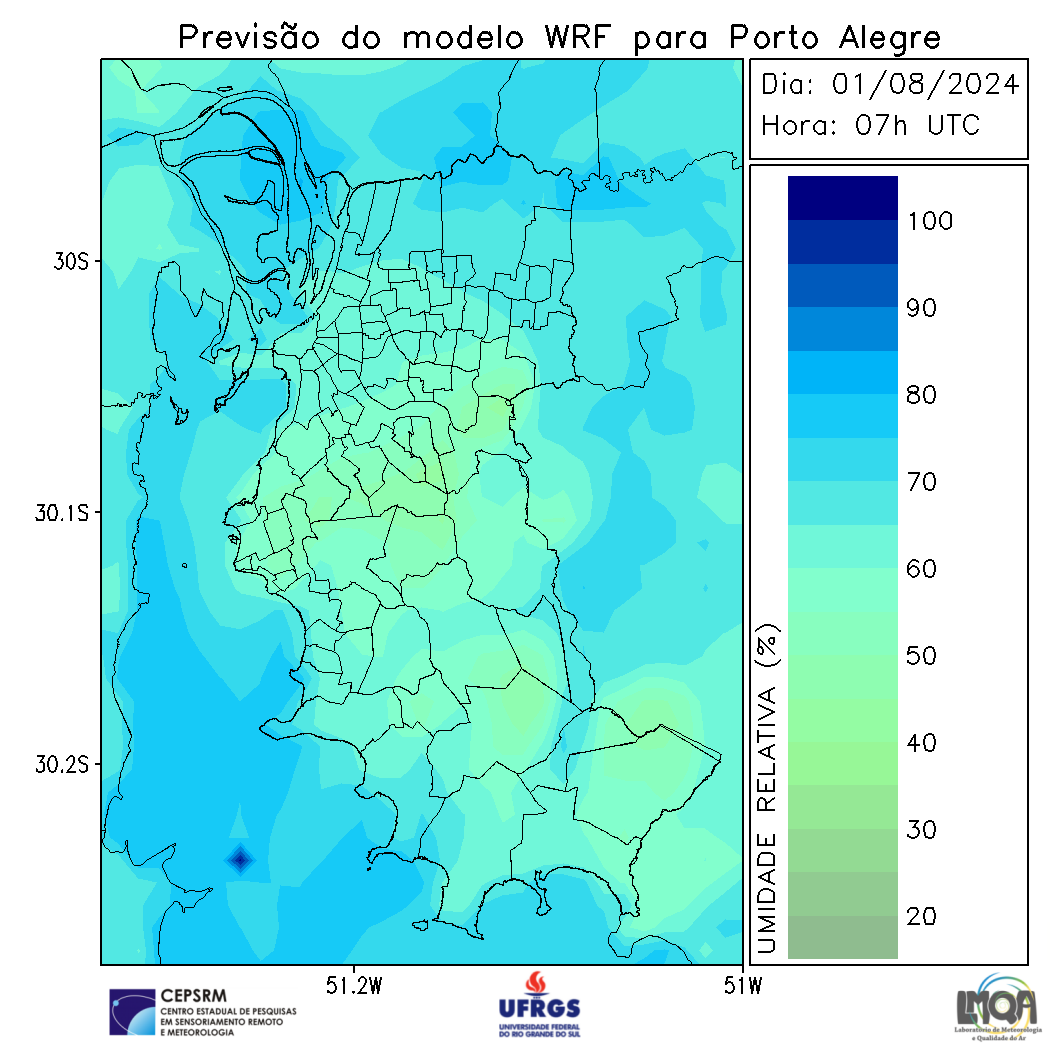 Previsão do modelo WRF para Porto Alegre
Dia: 01/08/2024
Hora: 07h UTC
30S
30.1S
30.2S
51.2W
51W
100
90
80
70
60
50
40
30
20
UMIDADE RELATIVA (%)
CEPSRM
CENTRO ESTADUAL DE PESQUISAS
EM SENSORIAMENTO REMOTO
E METEOROLOGIA
UFRGS
UNIVERSIDADE FEDERAL
DO RIO GRANDE DO SUL
LMQA
Laboratório de Meteorologia
e Qualidade do Ar